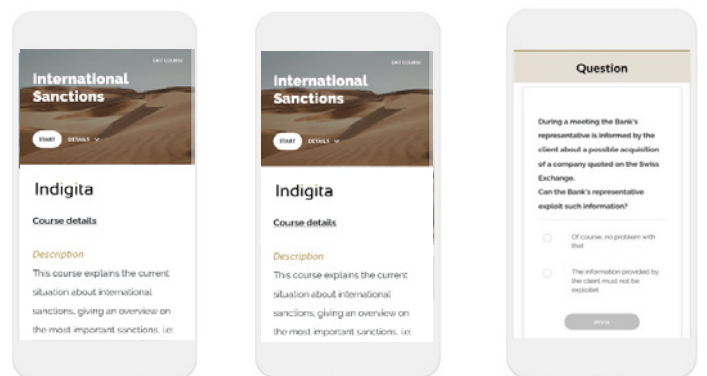 EXIT COURSE
International
Sanctions
START DETAILS
Indigita
Course details
Description
This course explains the current
situation about international
sanctions, giving an overview on
the most important sanctions, i.e:
EXIT COURSE
International
Sanctions
START DETAILS
Indigita
Course details
Description
This course explains the current
situation about international
sanctions, giving an overview on
the most important sanctions, i.e:
Question
During a meeting the Bank's
representative is informed by the
client about a possible acquisition
of a company quoted on the Swiss
Exchange.
Can the Bank's representative
exploit such information?
Of course, no problem with
that
The information provided by
the client must not be
exploited